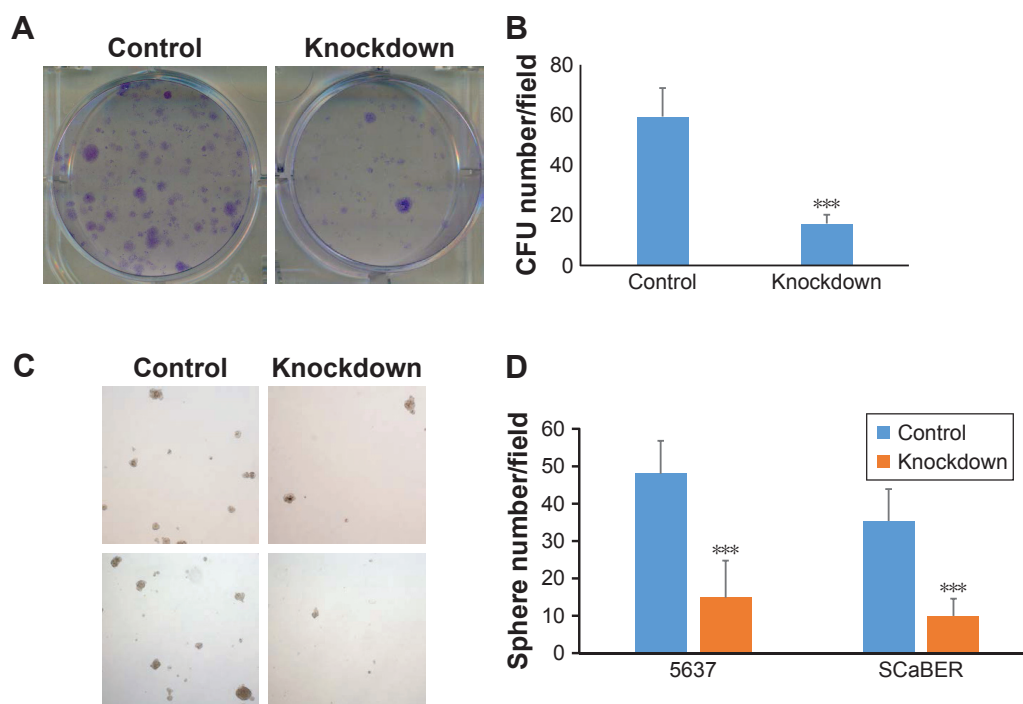 A
Control Knockdown
B
CFU number/field
80
60
40
20
0
***
Control Knockdown
C
Control Knockdown
D
Sphere number/field
60
50
40
30
20
10
0
Control
Knockdown
***
***
5637 SCaBER